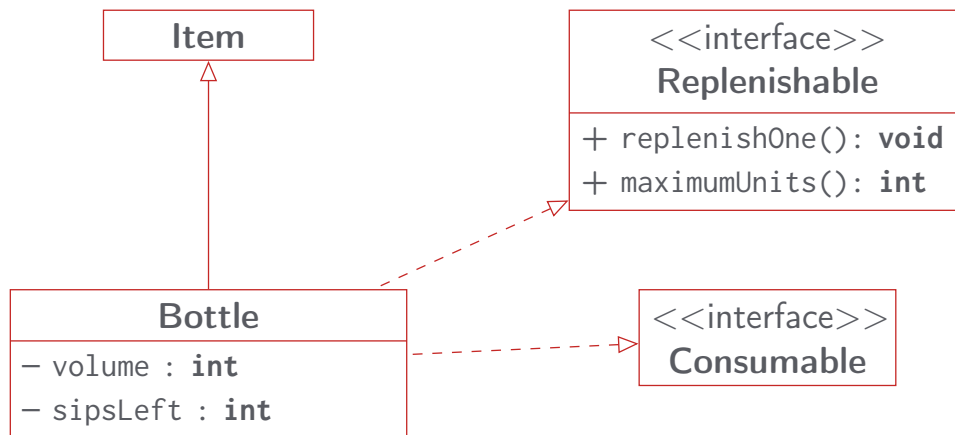 Item
<<interface>>
Replenishable
+ replenishOne(): void
+ maximumUnits(): int
Bottle
− volume : int
− sipsLeft : int
<<interface>>
Consumable